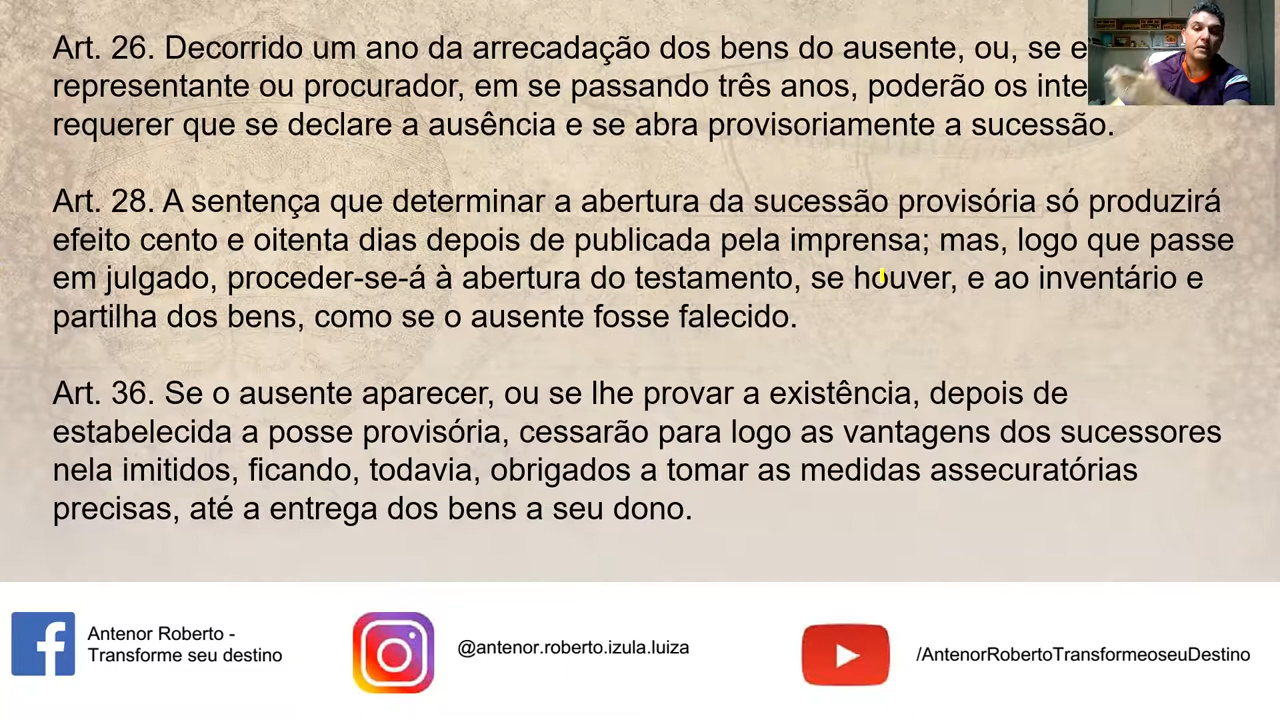 Art. 26. Decorrido um ano da arrecadação dos bens do ausente, ou, se
representante ou procurador, em se passando três anos, poderão os
requerer que se declare a ausência e se abra provisoriamente a sucessão.
Art. 28. A sentença que determinar a abertura da sucessão provisória só produzirá
efeito cento e oitenta dias depois de publicada pela imprensa; mas, logo que passe
em julgado, proceder-se-á à abertura do testamento, se houver, e ao inventário e
partilha dos bens, como se o ausente fosse falecido.
Art. 36. Se o ausente aparecer, ou se lhe provar a existência, depois de
estabelecida a posse provisória, cessarão para logo as vantagens dos sucessores
nela imitidos, ficando, todavia, obrigados a tomar as medidas assecuratórias
precisas, até a entrega dos bens a seu dono.
Antenor Roberto -
Transforme seu destino
@antenor.roberto.izula.luiza
/AntenorRobertoTransformeoseuDestino